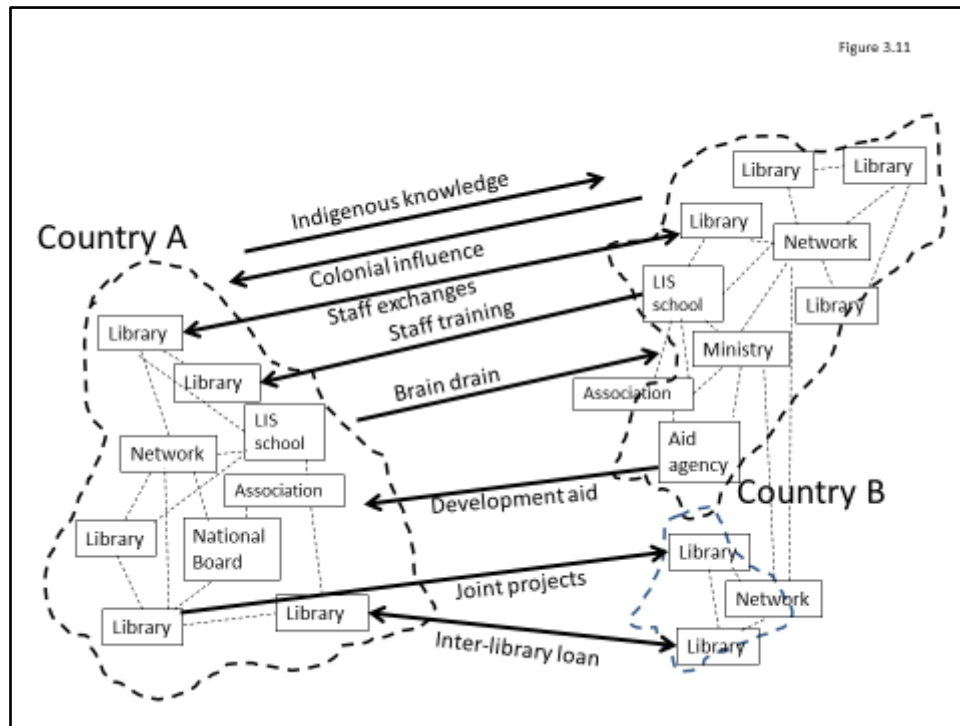 Figure 3.11
Library
Library
Indigenous knowledge
Library
Country A
Network
Colonial influence
LIS
school
Library
Staff exchanges
Library
Staff training
Ministry
Library
Brain drain
Association
LIS
school
Aid
agency
Network
Association
Country B
Development aid
Library
National
Board
Library
Joint projects
Network
Library
Library
Inter-library loan
Library